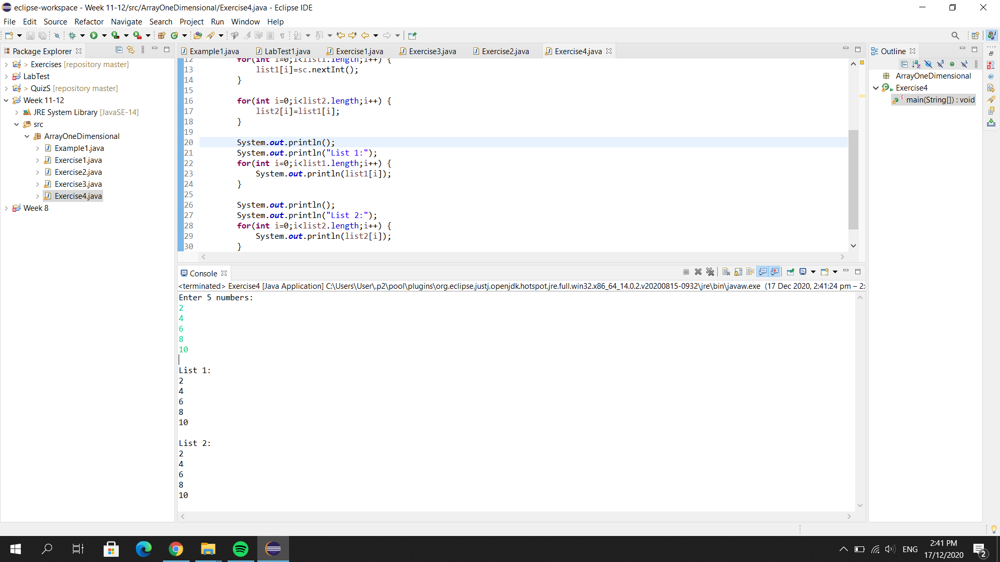 eclipse-workspace - Week 11-12/src/ArrayOneDimensional/Exercise4.java - Eclipse IDE
File Edit Source Refactor Navigate Search Project Run Window Help
Package Explorer
> Exercises [repository master]
LabTest
> QuizS [repository master]
Week 11-12
JRE System Library [JavaSE-14]
src
ArrayOneDimensional
Example1.java
Exercise1.java
Exercise2.java
Exercise3.java
Exercise4.java
Week 8
Example1.java LabTest1.java Exercise1.java Exercise3.java Exercise2.java Exercise4.java
12 for(int i=0;i<list1.length;i++) {
13 list1[i]=sc.nextInt();
14 }
15
16 for(int i=0;i<list2.length;i++) {
17 list2[i]=list1[i];
18 }
19
20 System.out.println();
21 System.out.println("List 1:");
22 for(int i=0;i<list1.length;i++) {
23 System.out.println(list1[i]);
24 }
25
26 System.out.println();
27 System.out.println("List 2:");
28 for(int i=0;i<list2.length;i++) {
29 System.out.println(list2[i]);
30 }
Console
<terminated> Exercise4 [Java Application] C:\Users\User\.p2\pool\plugins\org.eclipse.justj.openjdk.hotspot.jre.full.win32.x86_64_14.0.2.v20200815-0932\jre\bin\javaw.exe (17 Dec 2020, 2:41:24 pm – 2:
Enter 5 numbers:
2
4
6
8
10
List 1:
2
4
6
8
10
List 2:
2
4
6
8
10
Outline
ArrayOneDimensional
Exercise4
main(String[]) : void
ENG
2:41 PM
17/12/2020
2